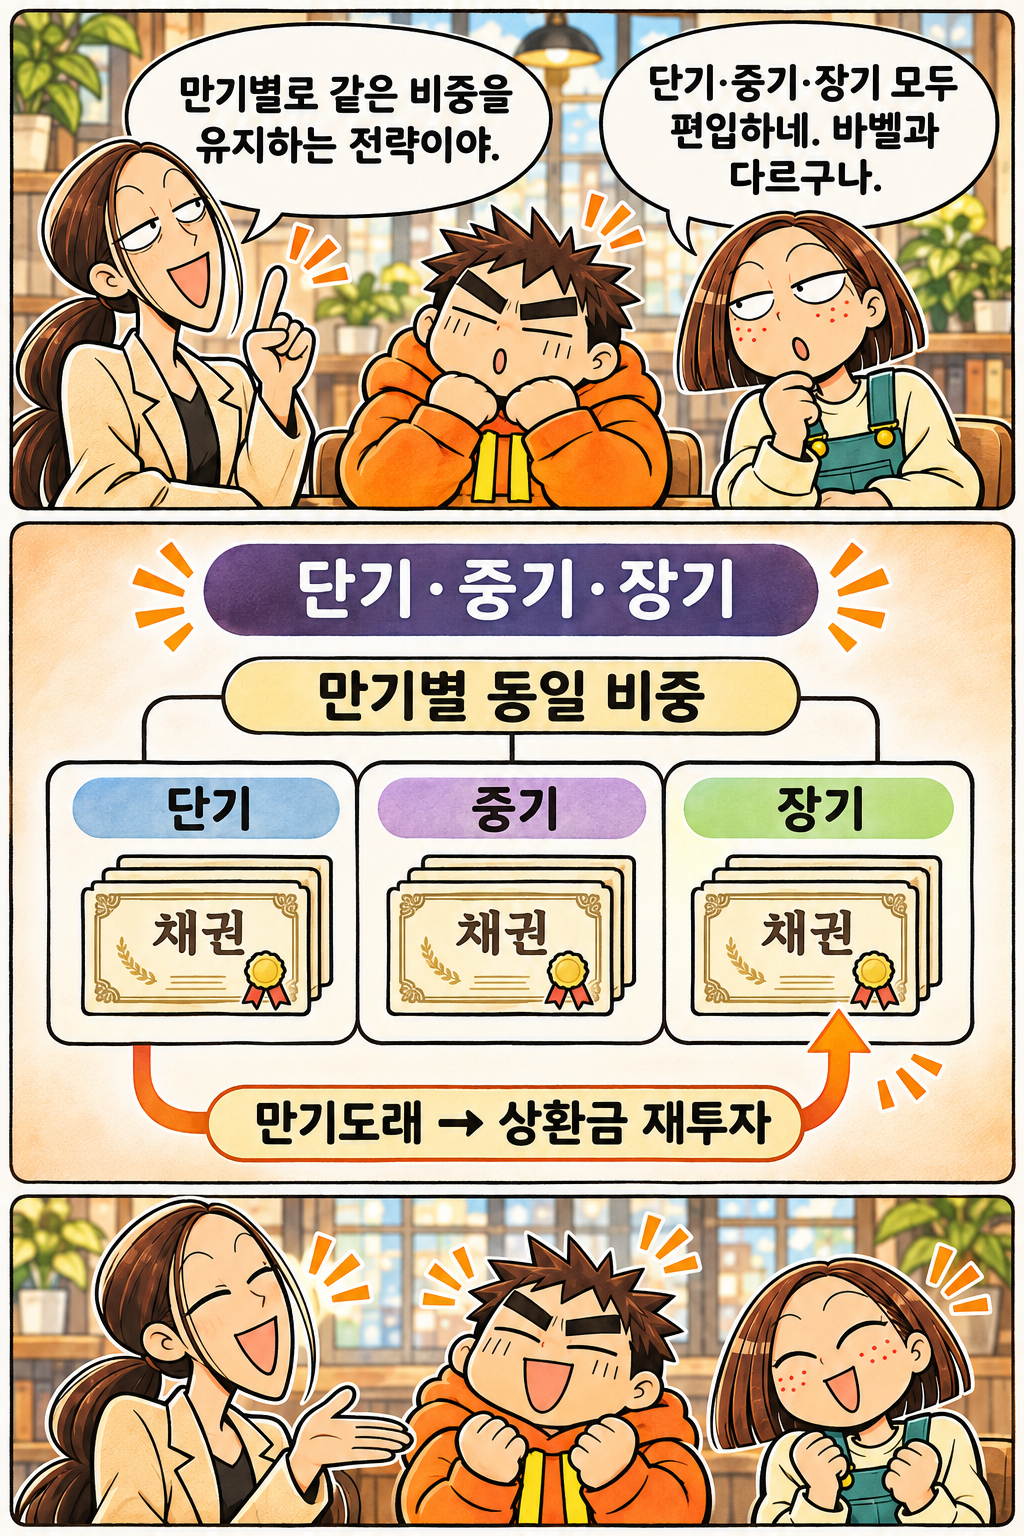 만기별로 같은 비중을
유지하는 전략이야.
단기·중기·장기 모두
편입하네. 바벨과
다르구나.
단기·중기·장기
만기별 동일 비중
단기
중기
장기
채권
채권
채권
만기도래 → 상환금 재투자